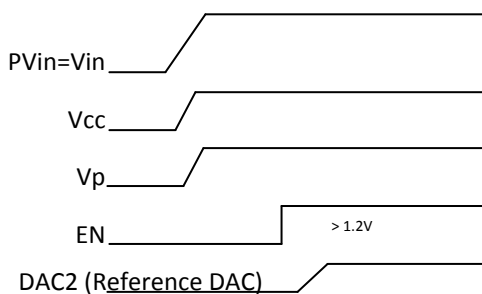 PVin=Vin
Vcc
Vp
EN
> 1.2V
DAC2 (Reference DAC)